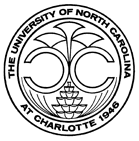 THE UNIVERSITY OF NORTH CAROLINA
AT CHARLOTTE 1946